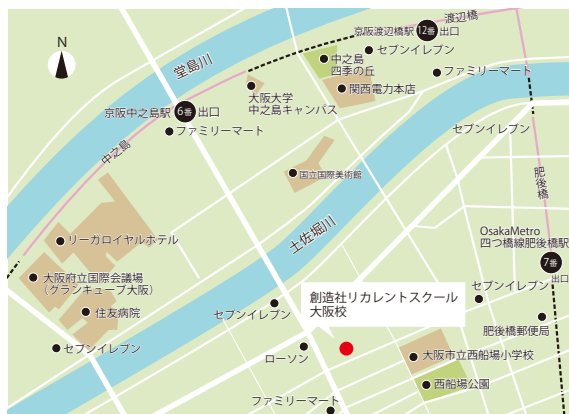 渡辺橋
京阪渡辺橋駅 12番 出口
セブンイレブン
N
堂島川
中之島
四季の丘
ファミリーマート
関西電力本店
大阪大学
中之島キャンパス
京阪中之島駅 6番 出口
ファミリーマート
セブンイレブン
中之島
国立国際美術館
肥後橋
土佐堀川
OsakaMetro
四つ橋線肥後橋駅
7番
出口
リーガロイヤルホテル
大阪府立国際会議場
(グランキューブ大阪)
住友病院
セブンイレブン
創造社リカレントスクール
大阪校
セブンイレブン
肥後橋郵便局
セブンイレブン
ローソン
大阪市立西船場小学校
西船場公園
ファミリーマート